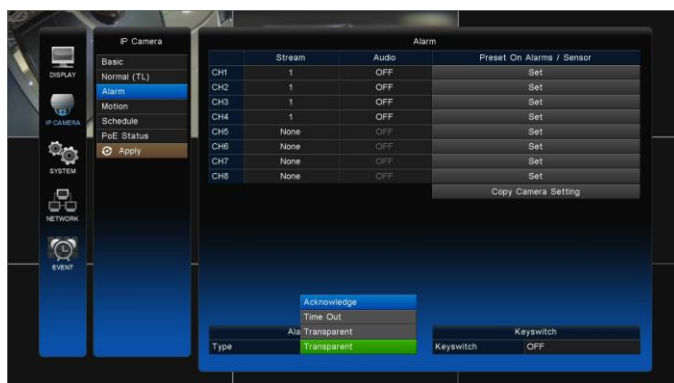 IP Camera
Alarm
DISPLAY
IP CAMERA
SYSTEM
NETWORK
EVENT
Basic
Normal (TL)
Alarm
Motion
Schedule
PoE Status
Apply
Stream Audio Preset On Alarms / Sensor
CH1 1 OFF Set
CH2 1 OFF Set
CH3 1 OFF Set
CH4 1 OFF Set
CH5 None OFF Set
CH6 None OFF Set
CH7 None OFF Set
CH8 None OFF Set
Copy Camera Setting
Acknowledge
Time Out
Ala Transparent Keyswitch
Type Transparent Keyswitch OFF